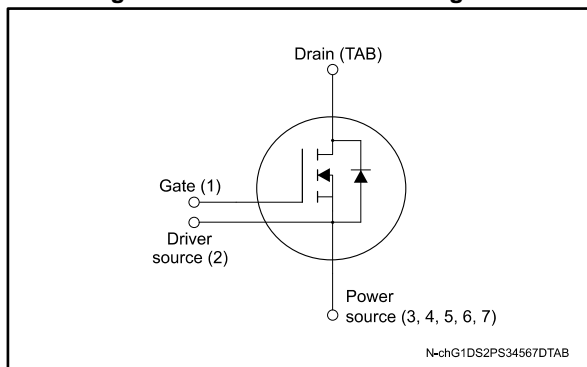 Drain (TAB)
Gate (1)
Driver
source (2)
Power
source (3, 4, 5, 6, 7)
N-chG1DS2PS34567DTAB